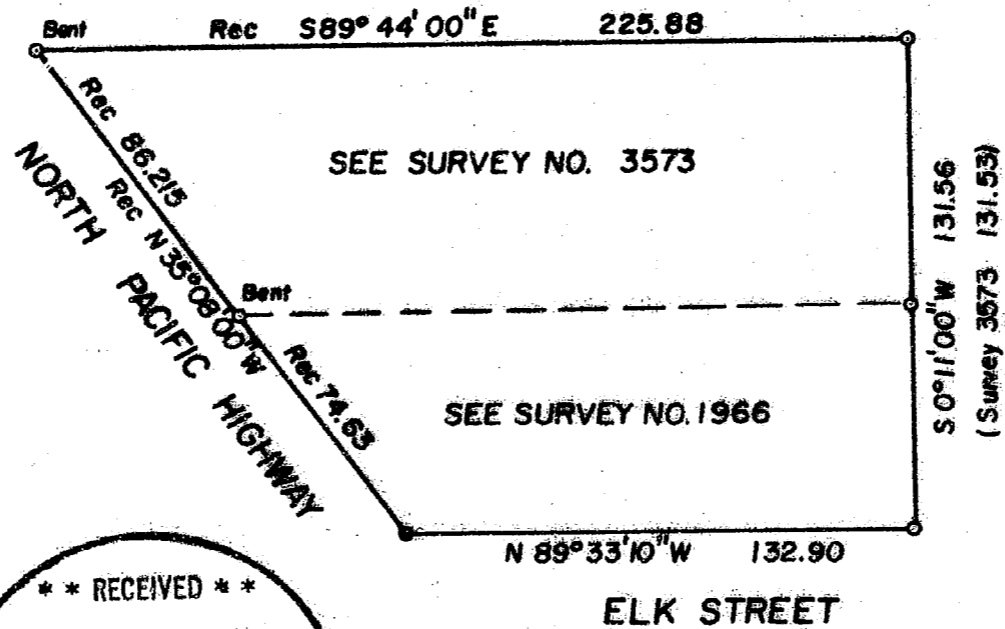 Bent Rec S89° 44' 00" E 225.88
Rec 86.215
Rec N 35°08'00" W
NORTH PACIFIC HIGHWAY
SEE SURVEY NO. 3573
S 0°11'00" W 131.56
(Survey 3573 131.53)
Bent
Rec 74.63
SEE SURVEY NO. 1966
N 89°33'10" W 132.90
ELK STREET
* * RECEIVED * *